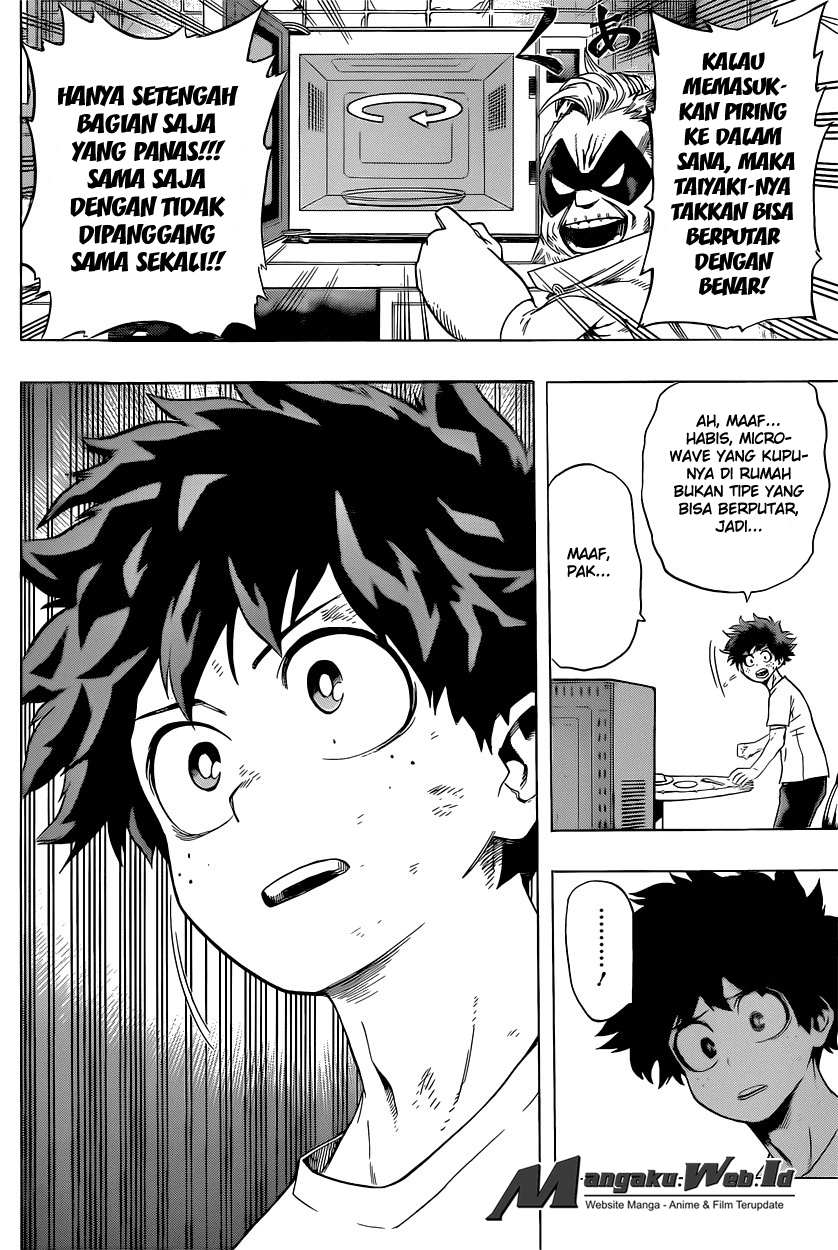 KALAU
MEMASUK-
KAN PIRING
KE DALAM
SANA, MAKA
TAIYAKI-NYA
TAKKAN BISA
BERPUTAR
DENGAN
BENAR!
くぁ
HANYA SETENGAH
BAGIAN SAJA
YANG PANAS!!!
SAMA SAJA
DENGAN TIDAK
DIPANGGANG
SAMA SEKALI!!
AH, MAAF...
HABIS, MICRO-
WAVE YANG KUPU-
NYA DI RUMAH
BUKAN TIPE YANG
BISA BERPUTAR,
JADI...
MAAF,
PAK...
.........
Mangaku.Web.Id
Website Manga - Anime & Film Terupdate